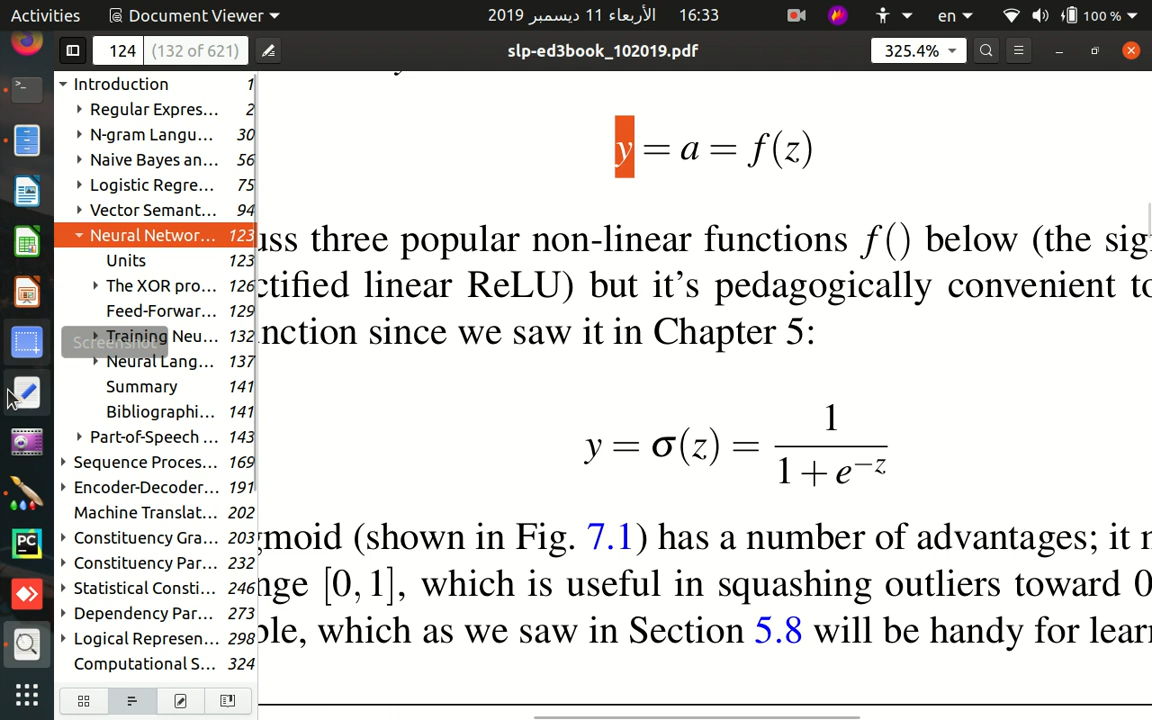 Activities
Document Viewer
الأربعاء 11 ديسمبر 2019 16:33
en
100 %
124 (132 of 621)
slp-ed3book_102019.pdf
325.4%
Introduction 1
Regular Expres... 2
N-gram Langu... 30
Naive Bayes an... 56
Logistic Regre... 75
Vector Semant... 94
Neural Networ... 123
Units 123
The XOR pro... 126
Feed-Forwar... 129
Training Neu... 132
Screenshot
Neural Lang... 137
Summary 141
Bibliographi... 141
Part-of-Speech ... 143
Sequence Proces... 169
Encoder-Decoder... 191
Machine Translat... 202
Constituency Gra... 203
Constituency Par... 232
Statistical Consti... 246
Dependency Par... 273
Logical Represen... 298
Computational S... 324
PC
y = a = f(z)
uss three popular non-linear functions f() below (the sig
ctified linear ReLU) but it's pedagogically convenient to
nction since we saw it in Chapter 5:
y = σ(z) = 1 / (1 + e^−z)
gmoid (shown in Fig. 7.1) has a number of advantages; it
nge [0,1], which is useful in squashing outliers toward 0
ple, which as we saw in Section 5.8 will be handy for lear